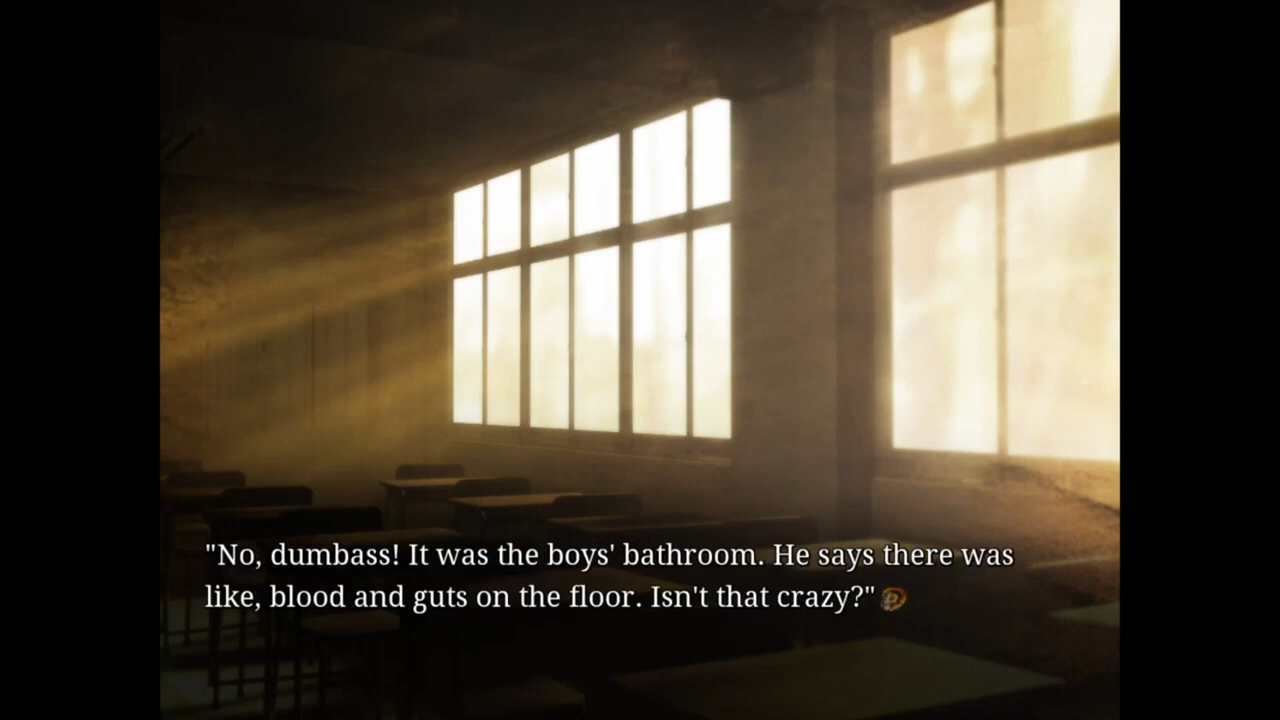 "No, dumbass! It was the boys' bathroom. He says there was
like, blood and guts on the floor. Isn't that crazy?"